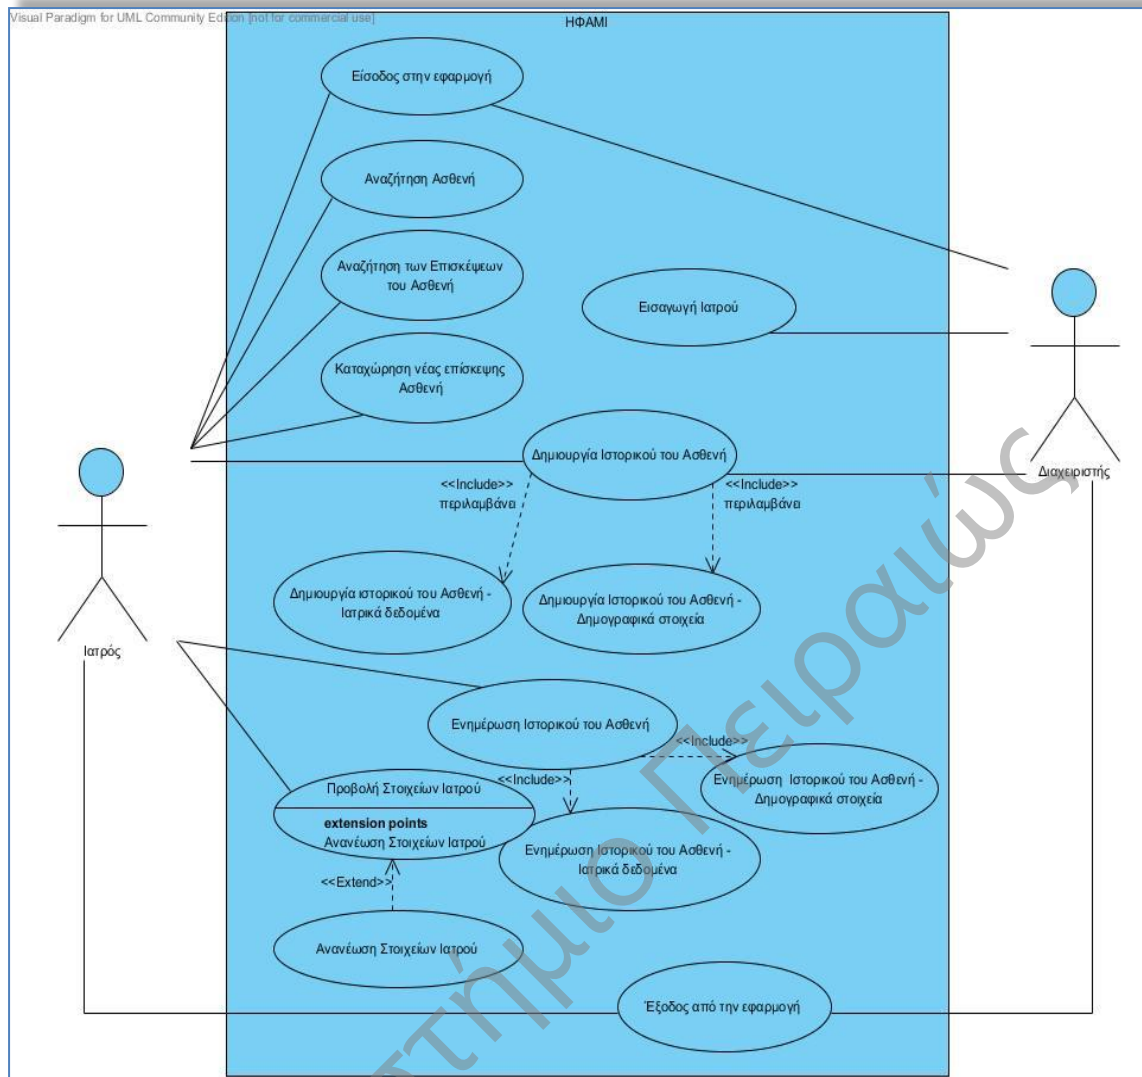 Visual Paradigm for UML Community Edition [not for commercial use]
ΗΦΑΜΙ
Είσοδος στην εφαρμογή
Αναζήτηση Ασθενή
Αναζήτηση των Επισκέψεων
του Ασθενή
Εισαγωγή Ιατρού
Καταχώρηση νέας επίσκεψης
Ασθενή
Δημιουργία Ιστορικού του Ασθενή
Διαχειριστής
<<Include>>
περιλαμβάνει
<<Include>>
περιλαμβάνει
Δημιουργία ιστορικού του Ασθενή -
Ιατρικά δεδομένα
Δημιουργία Ιστορικού του Ασθενή -
Δημογραφικά στοιχεία
Ιατρός
Ενημέρωση Ιστορικού του Ασθενή
<<Include>>
<<Include>>
Ενημέρωση Ιστορικού του Ασθενή -
Δημογραφικά στοιχεία
Προβολή Στοιχείων Ιατρού
extension points
Ανανέωση Στοιχείων Ιατρού
Ενημέρωση Ιστορικού του Ασθενή -
Ιατρικά δεδομένα
<<Extend>>
Ανανέωση Στοιχείων Ιατρού
Έξοδος από την εφαρμογή
στήμιο Πειραιώς